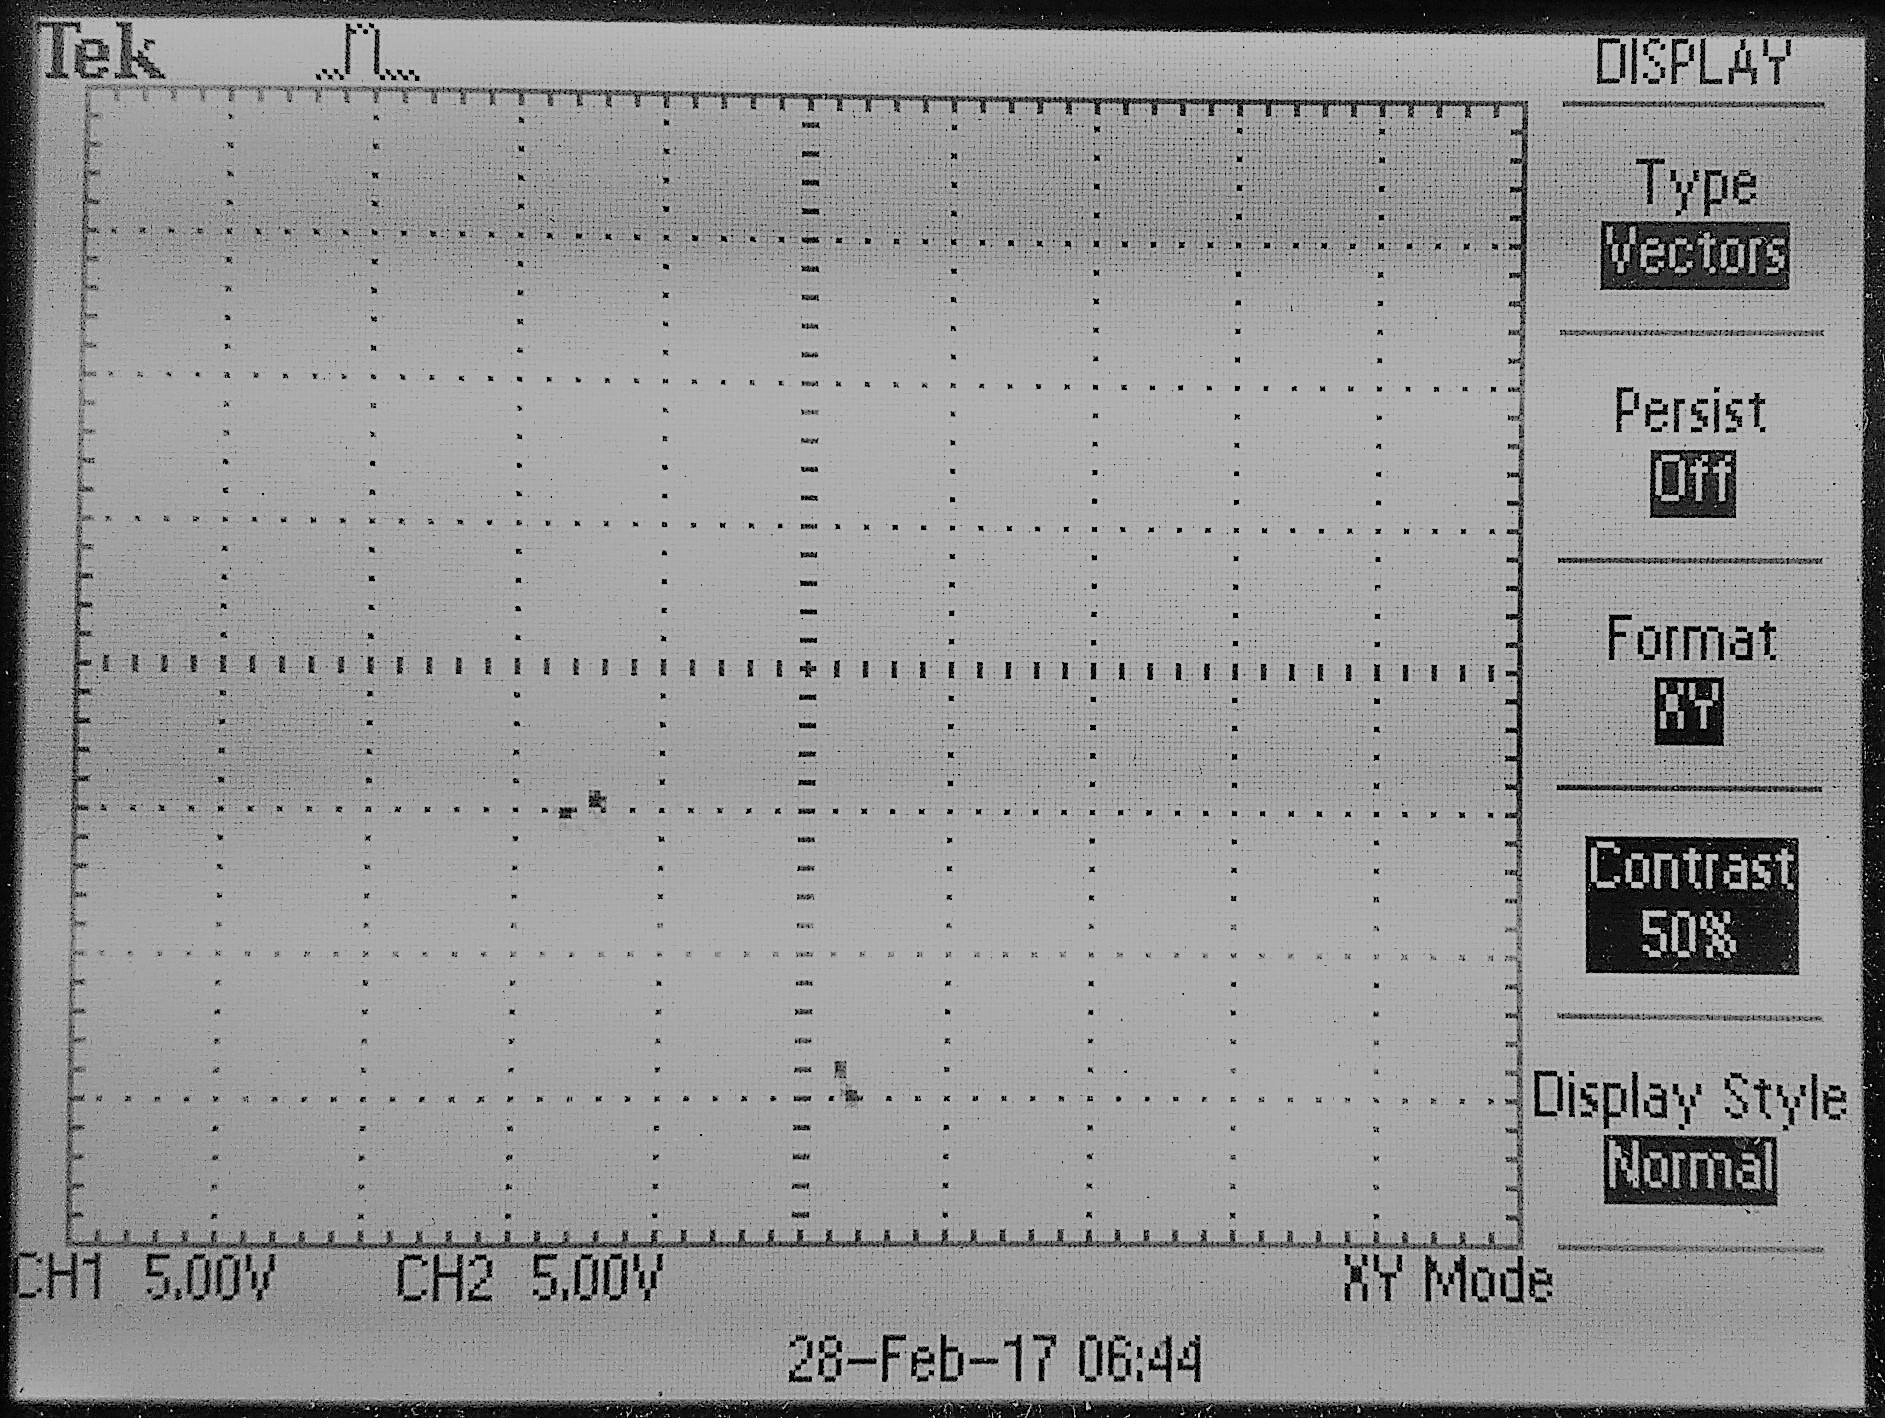 Tek
DISPLAY
Type
Vectors
Persist
Off
Format
XY
Contrast
50%
Display Style
Normal
CH1 5.00V CH2 5.00V XY Mode
28-Feb-17 06:44